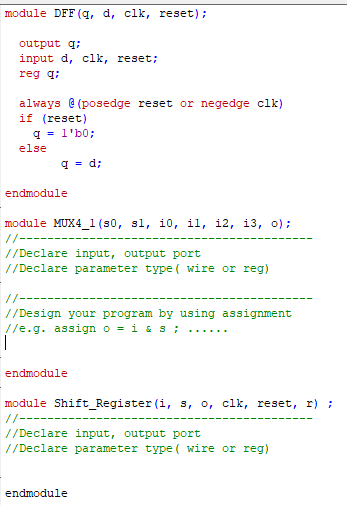 module DFF(q, d, clk, reset);
output q;
input d, clk, reset;
reg q;
always @(posedge reset or negedge clk)
if (reset)
q = 1'b0;
else
q = d;
endmodule
module MUX4_1(s0, s1, i0, i1, i2, i3, o);
//-------------------------------------------
//Declare input, output port
//Declare parameter type( wire or reg)
//-------------------------------------------
//Design your program by using assignment
//e.g. assign o = i & s ; ......
endmodule
module Shift_Register(i, s, o, clk, reset, r) ;
//-------------------------------------------
//Declare input, output port
//Declare parameter type( wire or reg)
endmodule